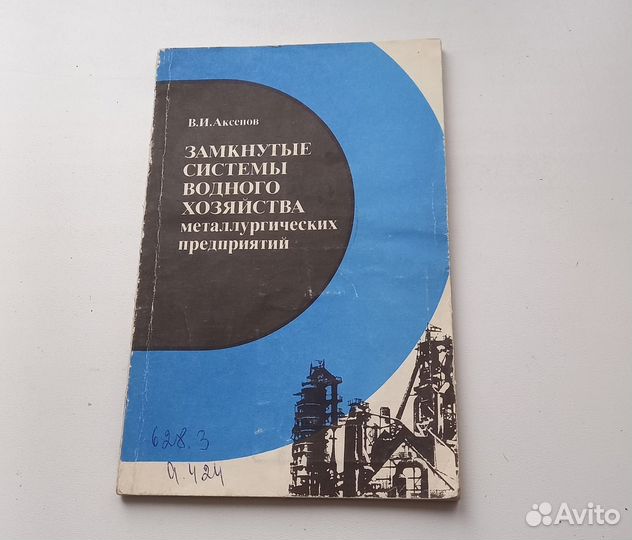 В.И.Аксенов
ЗАМКНУТЫЕ
СИСТЕМЫ
ВОДНОГО
ХОЗЯЙСТВА
металлургических
предприятий
628.3
А.424
Avito